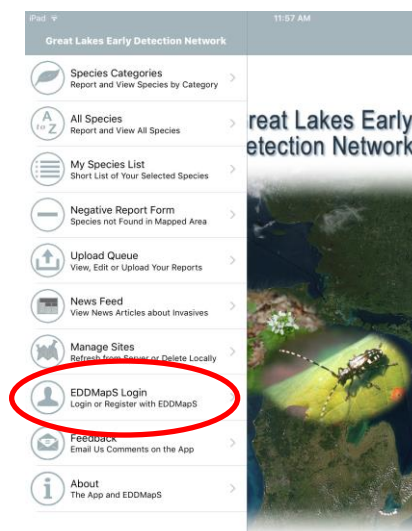 iPad 11:57 AM
Great Lakes Early Detection Network
Species Categories
Report and View Species by Category
A to Z
All Species
Report and View All Species
My Species List
Short List of Your Selected Species
Negative Report Form
Species not Found in Mapped Area
Upload Queue
View, Edit or Upload Your Reports
News Feed
View News Articles about Invasives
Manage Sites
Refresh from Server or Delete Locally
EDDMapS Login
Login or Register with EDDMapS
Feedback
Email Us Comments on the App
i
About
The App and EDDMapS
reat Lakes Early
etection Network